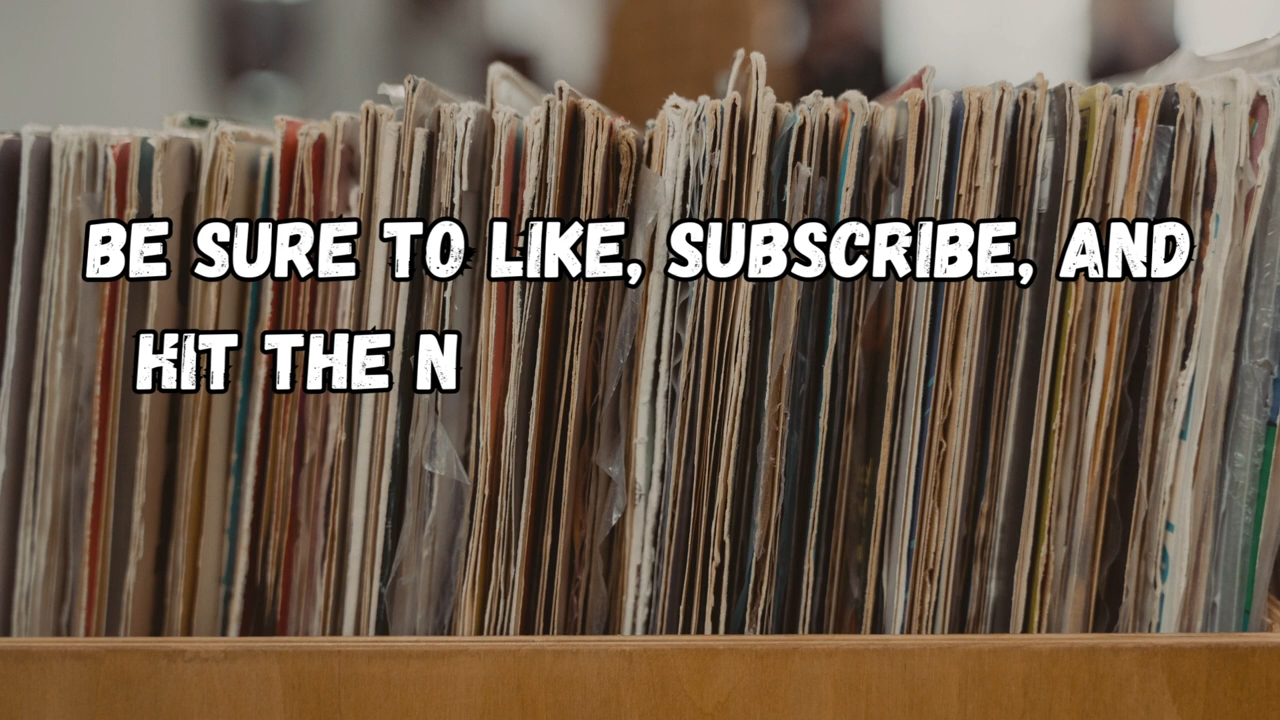 BE SURE TO LIKE, SUBSCRIBE, AND
HIT THE N